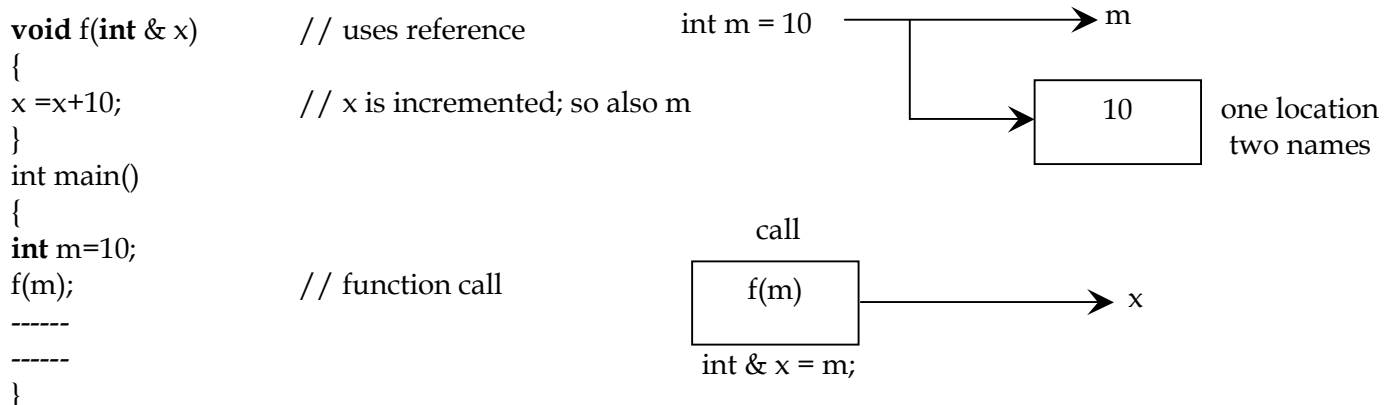 void f(int & x) // uses reference
{
x =x+10; // x is incremented; so also m
}
int main()
{
int m=10;
f(m); // function call
------
------
}
int m = 10 m
10
one location
two names
call
f(m) x
int & x = m;